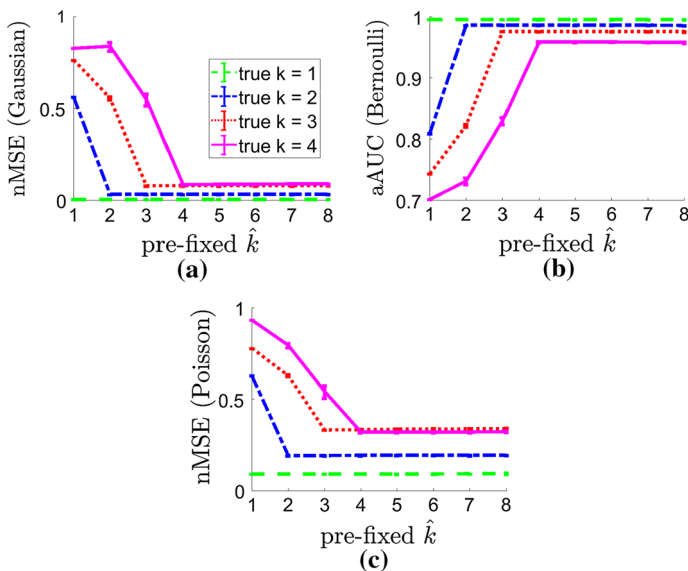 nMSE (Gaussian)
1
0.5
0
true k = 1
true k = 2
true k = 3
true k = 4
1 2 3 4 5 6 7 8
pre-fixed k̂
(a)
aAUC (Bernoulli)
1
0.9
0.8
0.7
1 2 3 4 5 6 7 8
pre-fixed k̂
(b)
nMSE (Poisson)
1
0.5
0
1 2 3 4 5 6 7 8
pre-fixed k̂
(c)